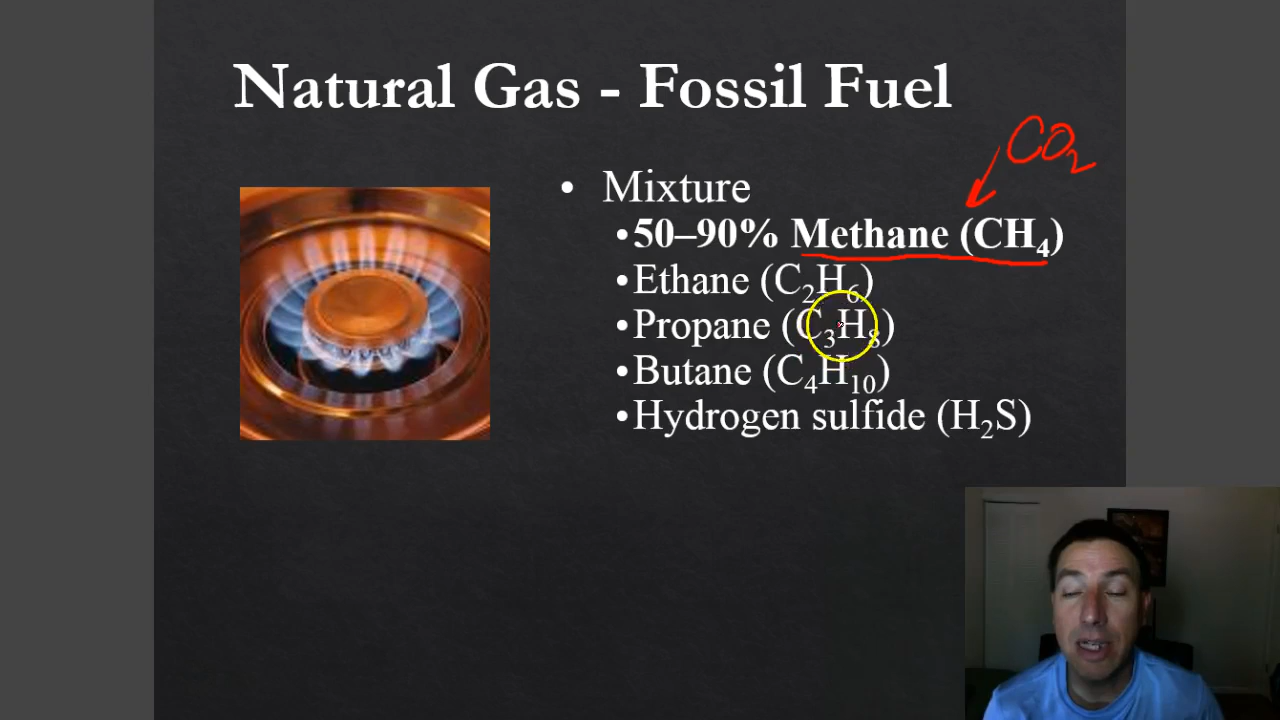 Natural Gas - Fossil Fuel
CO₂
• Mixture
•50–90% Methane (CH₄)
•Ethane (C₂H₆)
•Propane (C₃H₈)
•Butane (C₄H₁₀)
•Hydrogen sulfide (H₂S)